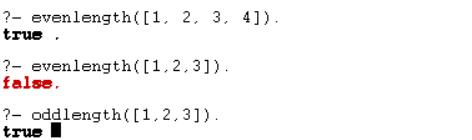 ?- evenlength([1, 2, 3, 4]).
true .
?- evenlength([1,2,3]).
false.
?- oddlength([1,2,3]).
true